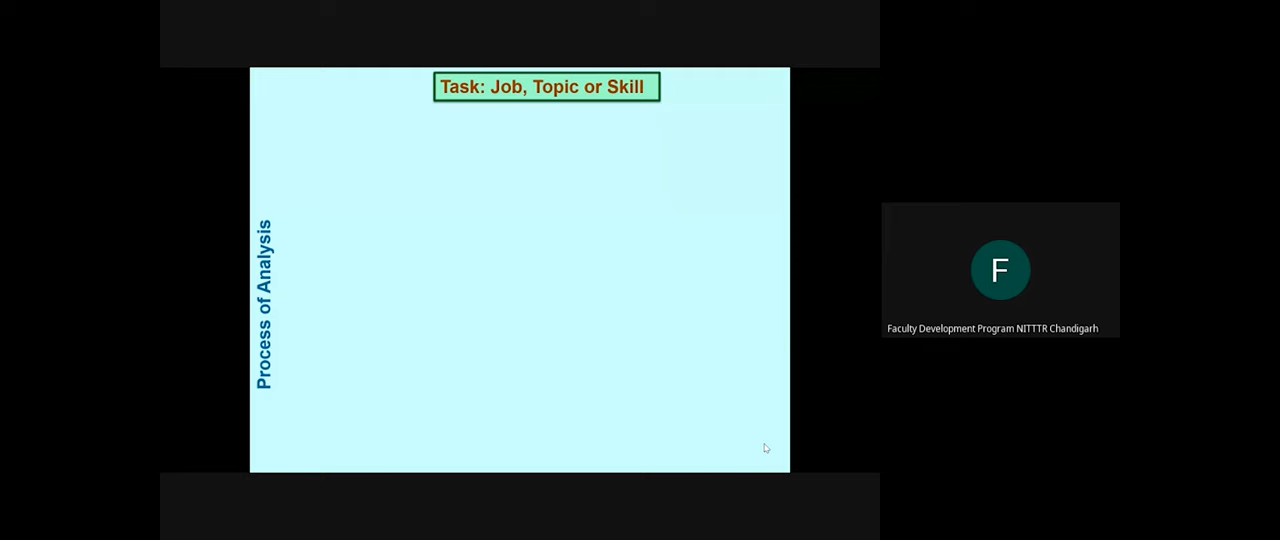 Task: Job, Topic or Skill
Process of Analysis
F
Faculty Development Program NITTTR Chandigarh